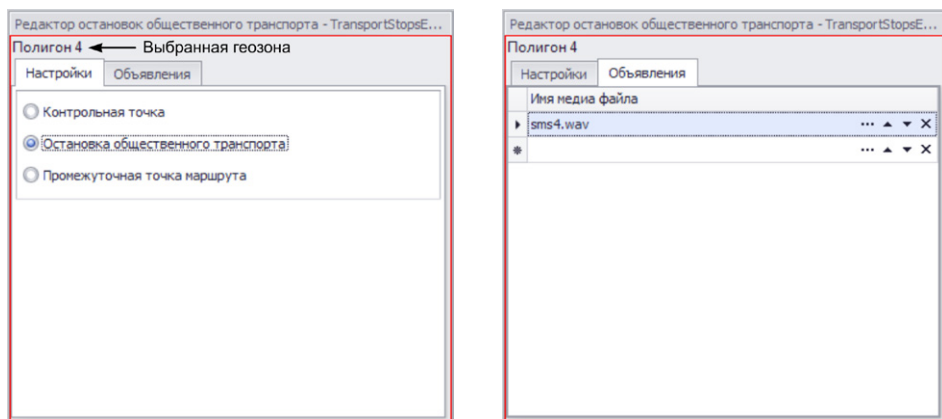 Редактор остановок общественного транспорта - TransportStopsE...
Полигон 4
Выбранная геозона
Настройки
Объявления
Контрольная точка
Остановка общественного транспорта
Промежуточная точка маршрута
Редактор остановок общественного транспорта - TransportStopsE...
Полигон 4
Настройки
Объявления
Имя медиа файла
sms4.wav